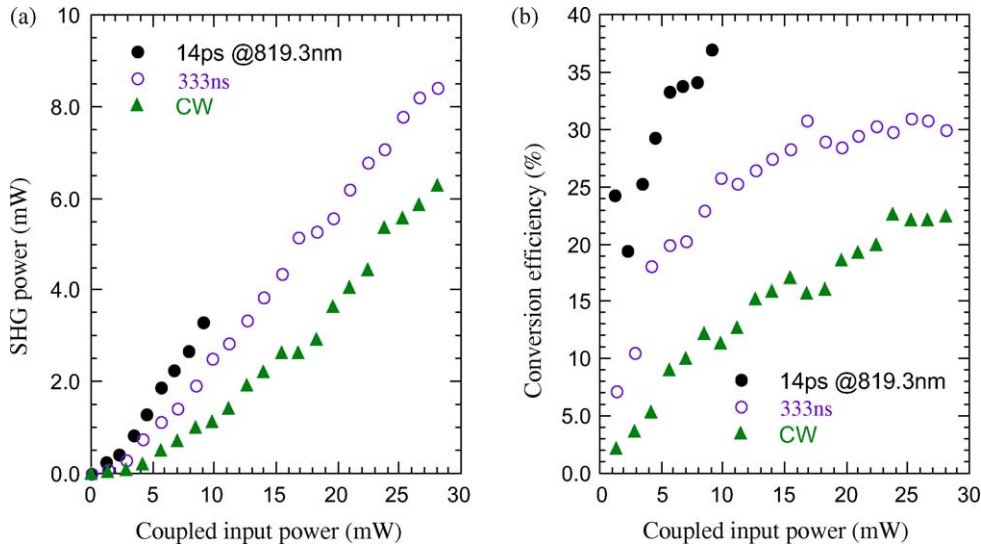 (a)
10
8.0
6.0
4.0
2.0
0.0
SHG power (mW)
14ps @819.3nm
333ns
CW
0 5 10 15 20 25 30
Coupled input power (mW)
(b)
40
35
30
25
20
15
10
5.0
0.0
Conversion efficiency (%)
14ps @819.3nm
333ns
CW
0 5 10 15 20 25 30
Coupled input power (mW)